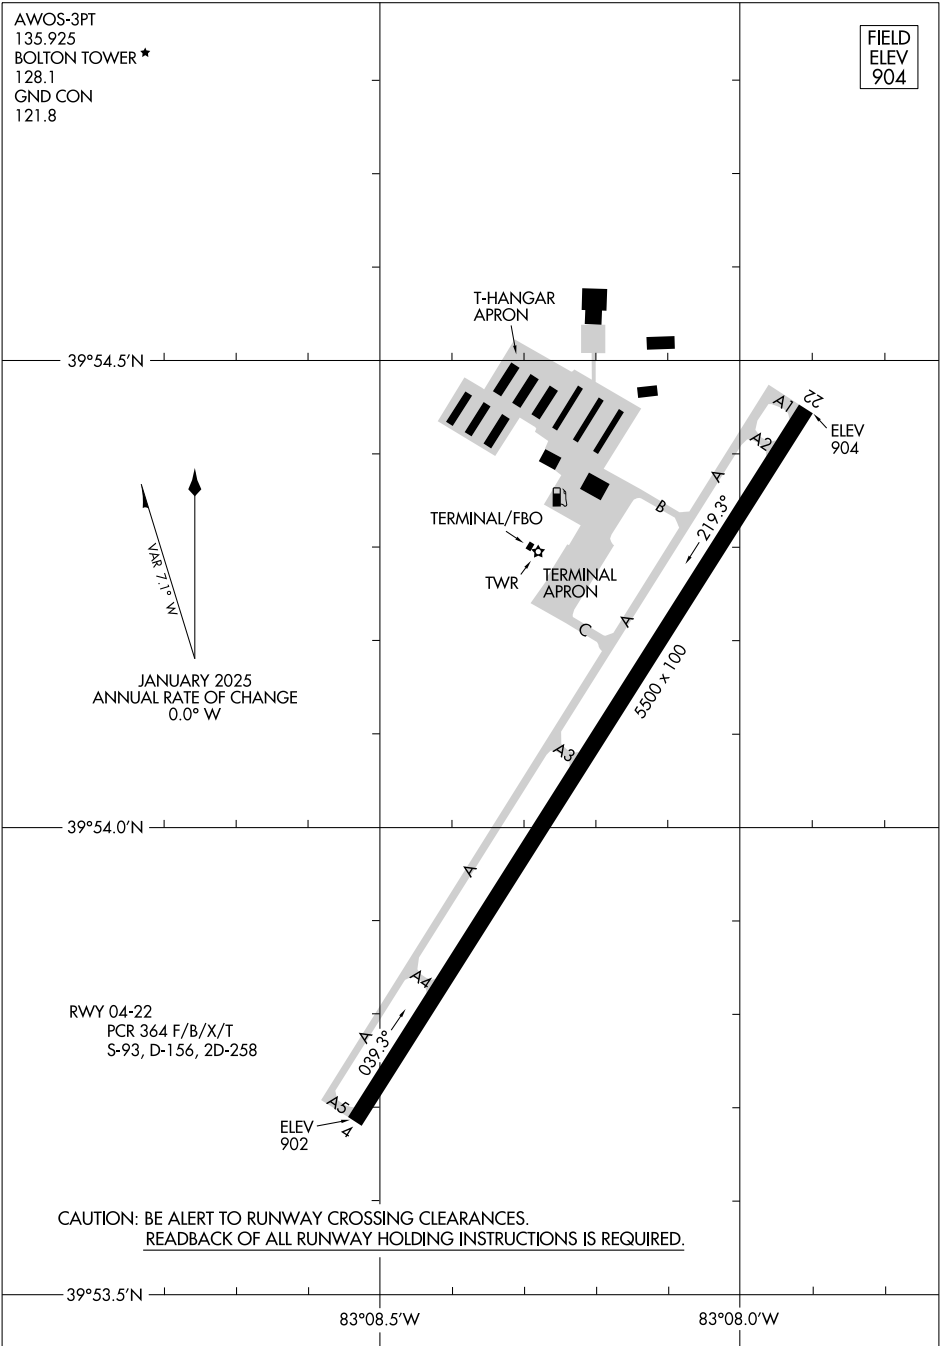 AWOS-3PT
135.925
BOLTON TOWER ★
128.1
GND CON
121.8
FIELD
ELEV
904
T-HANGAR
APRON
39°54.5'N
A1
22
A2
ELEV
904
A
219.3°
B
TERMINAL/FBO
TWR
TERMINAL
APRON
C
A
VAR 7.1° W
JANUARY 2025
ANNUAL RATE OF CHANGE
0.0° W
5500 x 100
A3
39°54.0'N
A
A4
RWY 04-22
PCR 364 F/B/X/T
S-93, D-156, 2D-258
A
039.3°
A5
4
ELEV
902
CAUTION: BE ALERT TO RUNWAY CROSSING CLEARANCES.
READBACK OF ALL RUNWAY HOLDING INSTRUCTIONS IS REQUIRED.
39°53.5'N
83°08.5'W
83°08.0'W